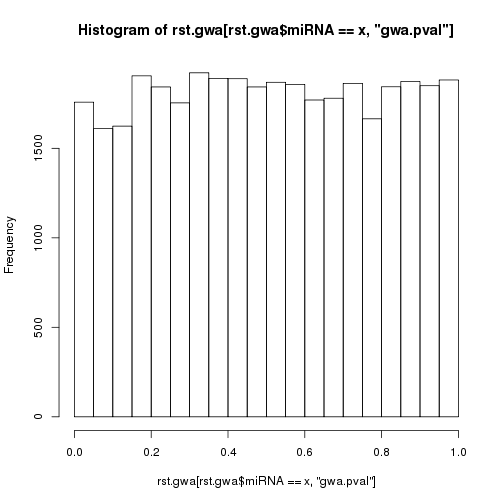 Histogram of rst.gwa[rst.gwa$miRNA == x, "gwa.pval"]
Frequency
1500
1000
500
0
0.0 0.2 0.4 0.6 0.8 1.0
rst.gwa[rst.gwa$miRNA == x, "gwa.pval"]